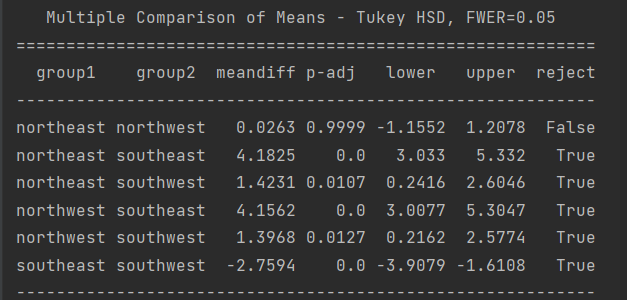 Multiple Comparison of Means - Tukey HSD, FWER=0.05
==========================================================
group1 group2 meandiff p-adj lower upper reject
----------------------------------------------------------
northeast northwest 0.0263 0.9999 -1.1552 1.2078 False
northeast southeast 4.1825 0.0 3.033 5.332 True
northeast southwest 1.4231 0.0107 0.2416 2.6046 True
northwest southeast 4.1562 0.0 3.0077 5.3047 True
northwest southwest 1.3968 0.0127 0.2162 2.5774 True
southeast southwest -2.7594 0.0 -3.9079 -1.6108 True
----------------------------------------------------------